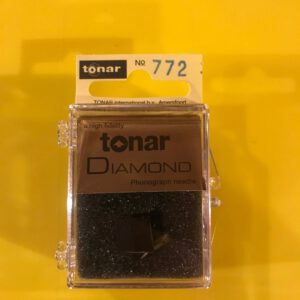 tonar No 772
TONAR international b.v. Amersfoort
a high fidelity
tonar
DIAMOND
Phonograph needle